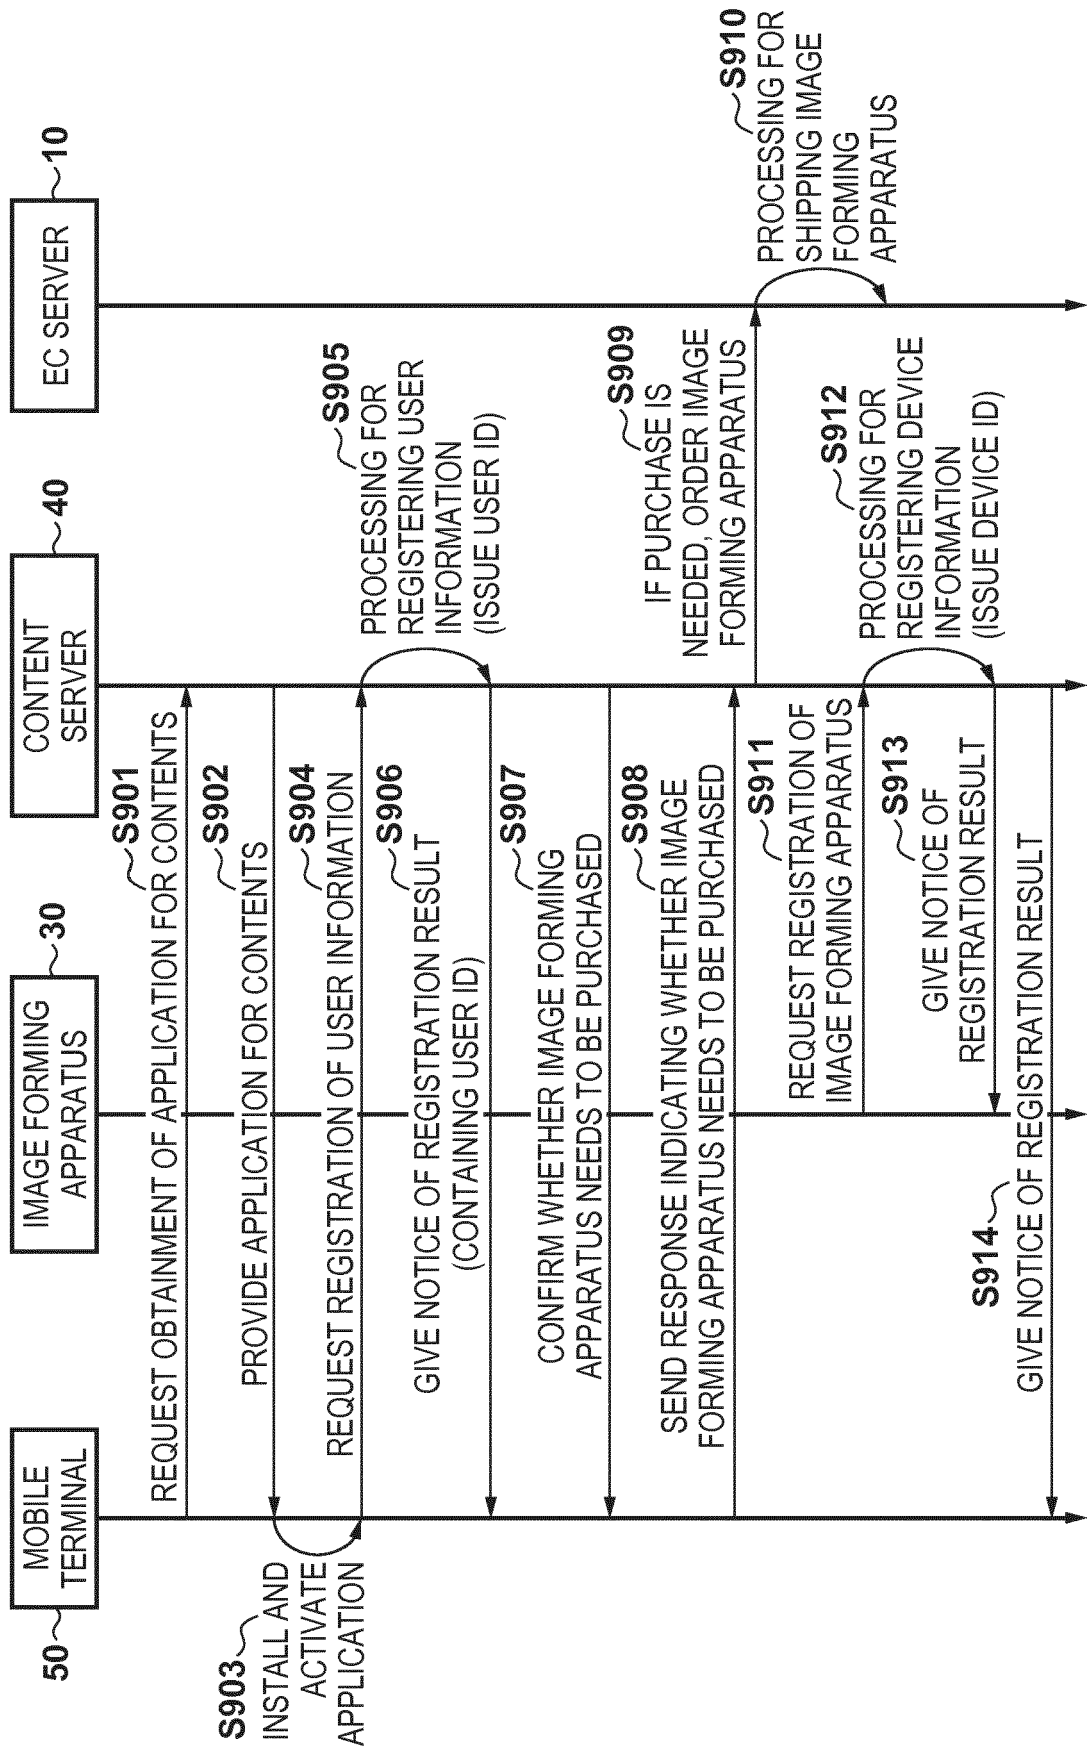 MOBILE
TERMINAL
50
IMAGE FORMING
APPARATUS
30
CONTENT
SERVER
40
EC SERVER
10
S901
REQUEST OBTAINMENT OF APPLICATION FOR CONTENTS
S902
PROVIDE APPLICATION FOR CONTENTS
S903
INSTALL AND
ACTIVATE
APPLICATION
S904
REQUEST REGISTRATION OF USER INFORMATION
S905
PROCESSING FOR
REGISTERING USER
INFORMATION
(ISSUE USER ID)
S906
GIVE NOTICE OF REGISTRATION RESULT
(CONTAINING USER ID)
S907
CONFIRM WHETHER IMAGE FORMING
APPARATUS NEEDS TO BE PURCHASED
S908
SEND RESPONSE INDICATING WHETHER IMAGE
FORMING APPARATUS NEEDS TO BE PURCHASED
S909
IF PURCHASE IS
NEEDED, ORDER IMAGE
FORMING APPARATUS
S910
PROCESSING FOR
SHIPPING IMAGE
FORMING
APPARATUS
S911
REQUEST REGISTRATION OF
IMAGE FORMING APPARATUS
S912
PROCESSING FOR
REGISTERING DEVICE
INFORMATION
(ISSUE DEVICE ID)
S913
GIVE NOTICE OF
REGISTRATION RESULT
S914
GIVE NOTICE OF REGISTRATION RESULT